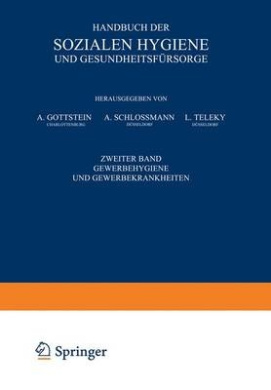 HANDBUCH DER
SOZIALEN HYGIENE
UND GESUNDHEITSFÜRSORGE
HERAUSGEGEBEN VON
A. GOTTSTEIN A. SCHLOSSMANN L. TELEKY
CHARLOTTENBURG DÜSSELDORF DÜSSELDORF
ZWEITER BAND
GEWERBEHYGIENE
UND GEWERBEKRANKHEITEN
Springer